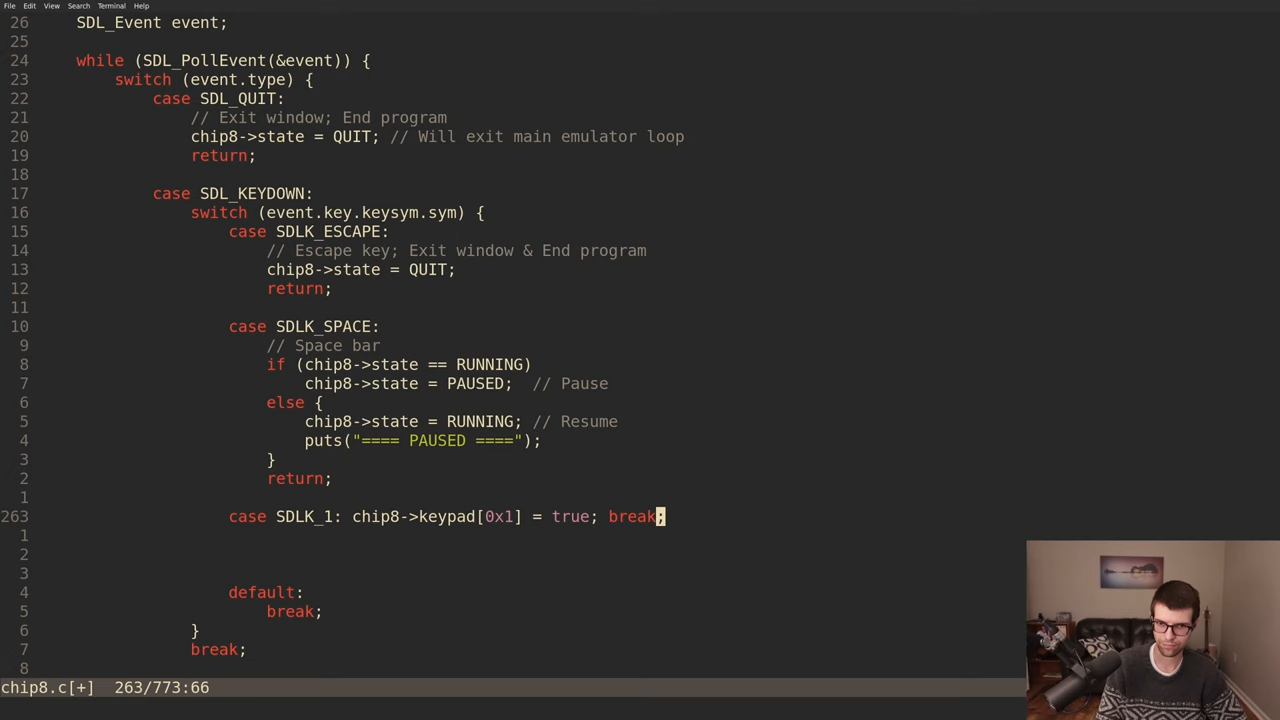 File Edit View Search Terminal Help
26 SDL_Event event;
25
24 while (SDL_PollEvent(&event)) {
23 switch (event.type) {
22 case SDL_QUIT:
21 // Exit window; End program
20 chip8->state = QUIT; // Will exit main emulator loop
19 return;
18
17 case SDL_KEYDOWN:
16 switch (event.key.keysym.sym) {
15 case SDLK_ESCAPE:
14 // Escape key; Exit window & End program
13 chip8->state = QUIT;
12 return;
11
10 case SDLK_SPACE:
9 // Space bar
8 if (chip8->state == RUNNING)
7 chip8->state = PAUSED; // Pause
6 else {
5 chip8->state = RUNNING; // Resume
4 puts("==== PAUSED ====");
3 }
2 return;
1
263 case SDLK_1: chip8->keypad[0x1] = true; break;
1
2
3
4 default:
5 break;
6 }
7 break;
8
chip8.c[+] 263/773:66